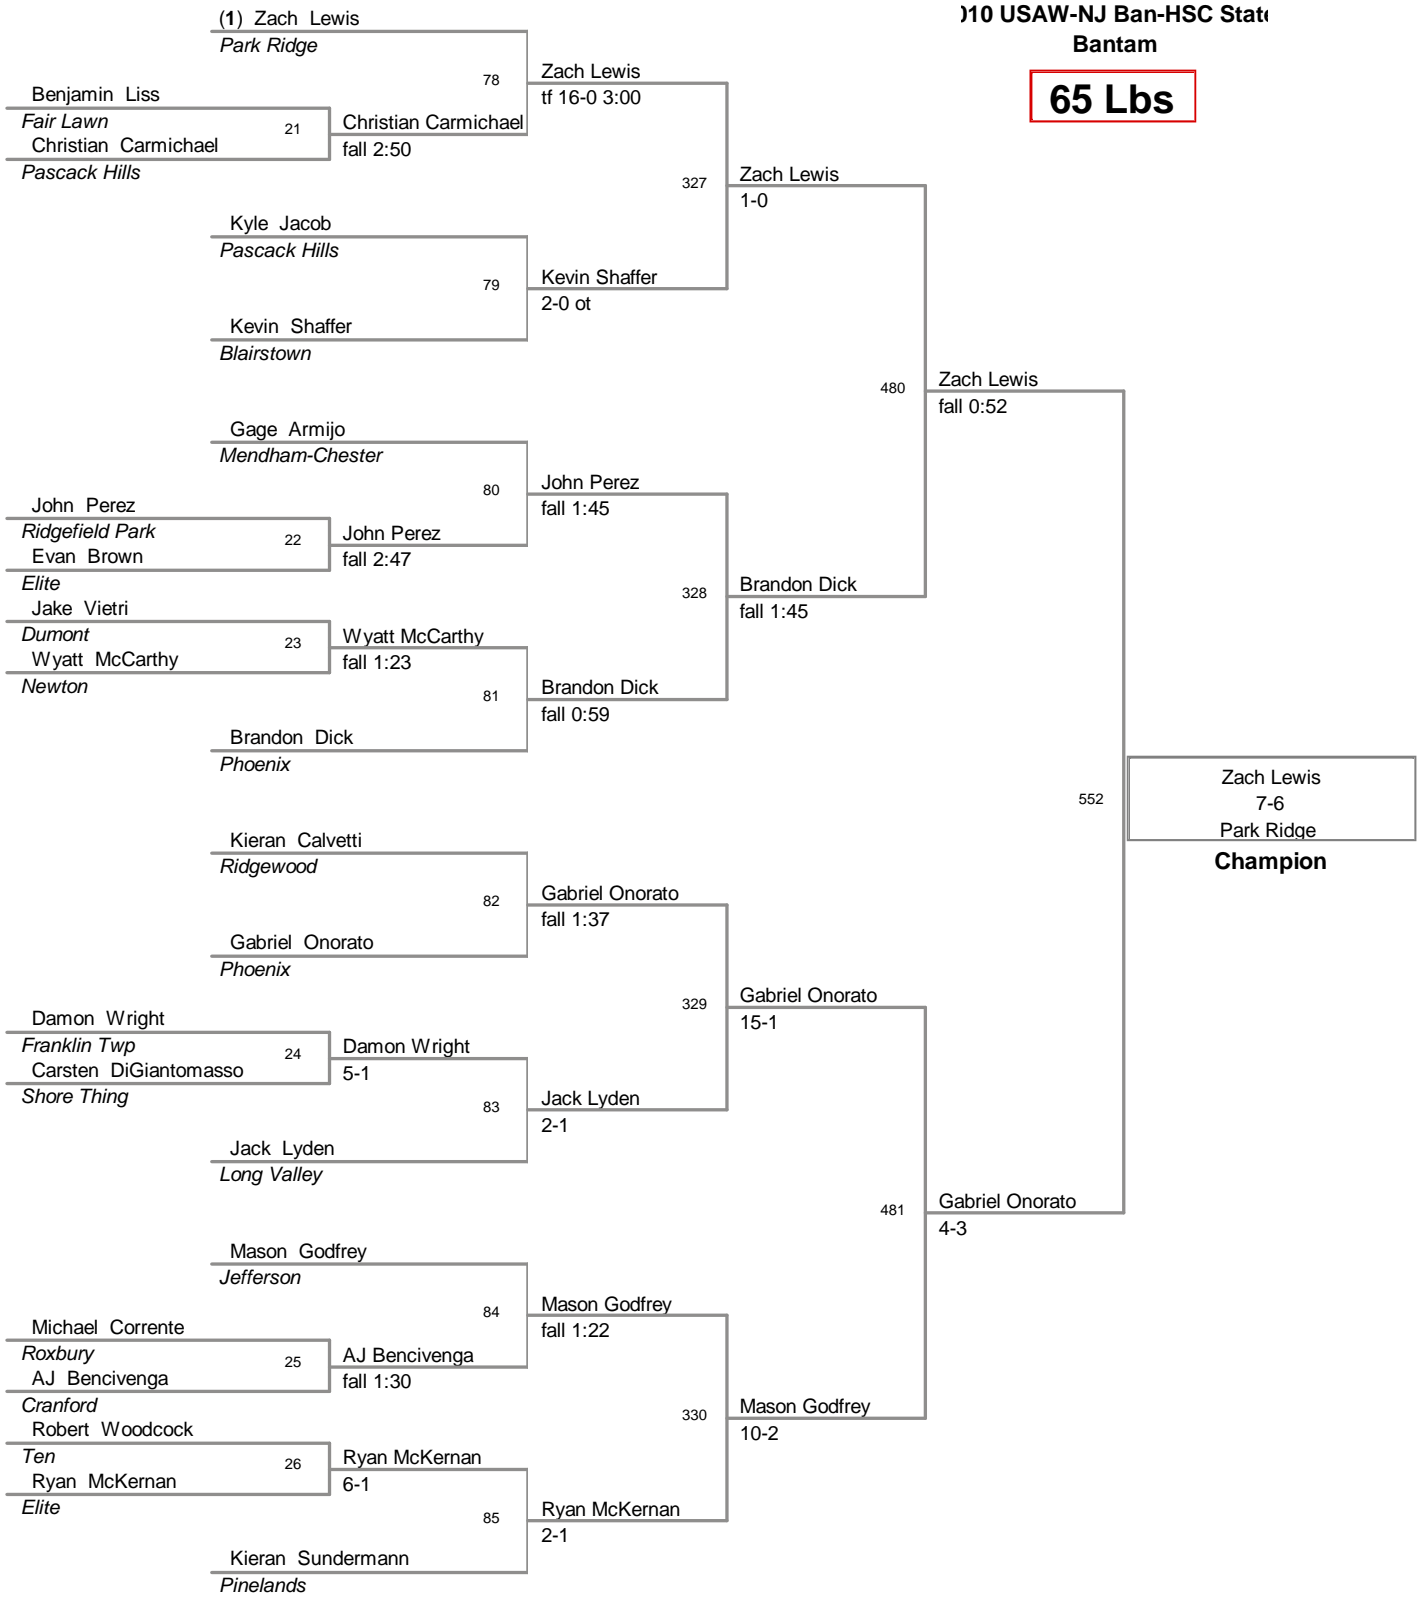 (1) Zach Lewis
Park Ridge
)10 USAW-NJ Ban-HSC State
Bantam
65 Lbs
78
Zach Lewis
tf 16-0 3:00
Benjamin Liss
Fair Lawn
21
Christian Carmichael
Pascack Hills
Christian Carmichael
fall 2:50
327
Zach Lewis
1-0
Kyle Jacob
Pascack Hills
79
Kevin Shaffer
2-0 ot
Kevin Shaffer
Blairstown
480
Zach Lewis
fall 0:52
Gage Armijo
Mendham-Chester
80
John Perez
fall 1:45
John Perez
Ridgefield Park
22
Evan Brown
Elite
John Perez
fall 2:47
328
Brandon Dick
fall 1:45
Jake Vietri
Dumont
23
Wyatt McCarthy
Newton
Wyatt McCarthy
fall 1:23
81
Brandon Dick
fall 0:59
Brandon Dick
Phoenix
552
Zach Lewis
7-6
Park Ridge
Champion
Kieran Calvetti
Ridgewood
82
Gabriel Onorato
fall 1:37
Gabriel Onorato
Phoenix
329
Gabriel Onorato
15-1
Damon Wright
Franklin Twp
24
Carsten DiGiantomasso
Shore Thing
Damon Wright
5-1
83
Jack Lyden
2-1
Jack Lyden
Long Valley
481
Gabriel Onorato
4-3
Mason Godfrey
Jefferson
84
Mason Godfrey
fall 1:22
Michael Corrente
Roxbury
25
AJ Bencivenga
Cranford
AJ Bencivenga
fall 1:30
330
Mason Godfrey
10-2
Robert Woodcock
Ten
26
Ryan McKernan
Elite
Ryan McKernan
6-1
85
Ryan McKernan
2-1
Kieran Sundermann
Pinelands